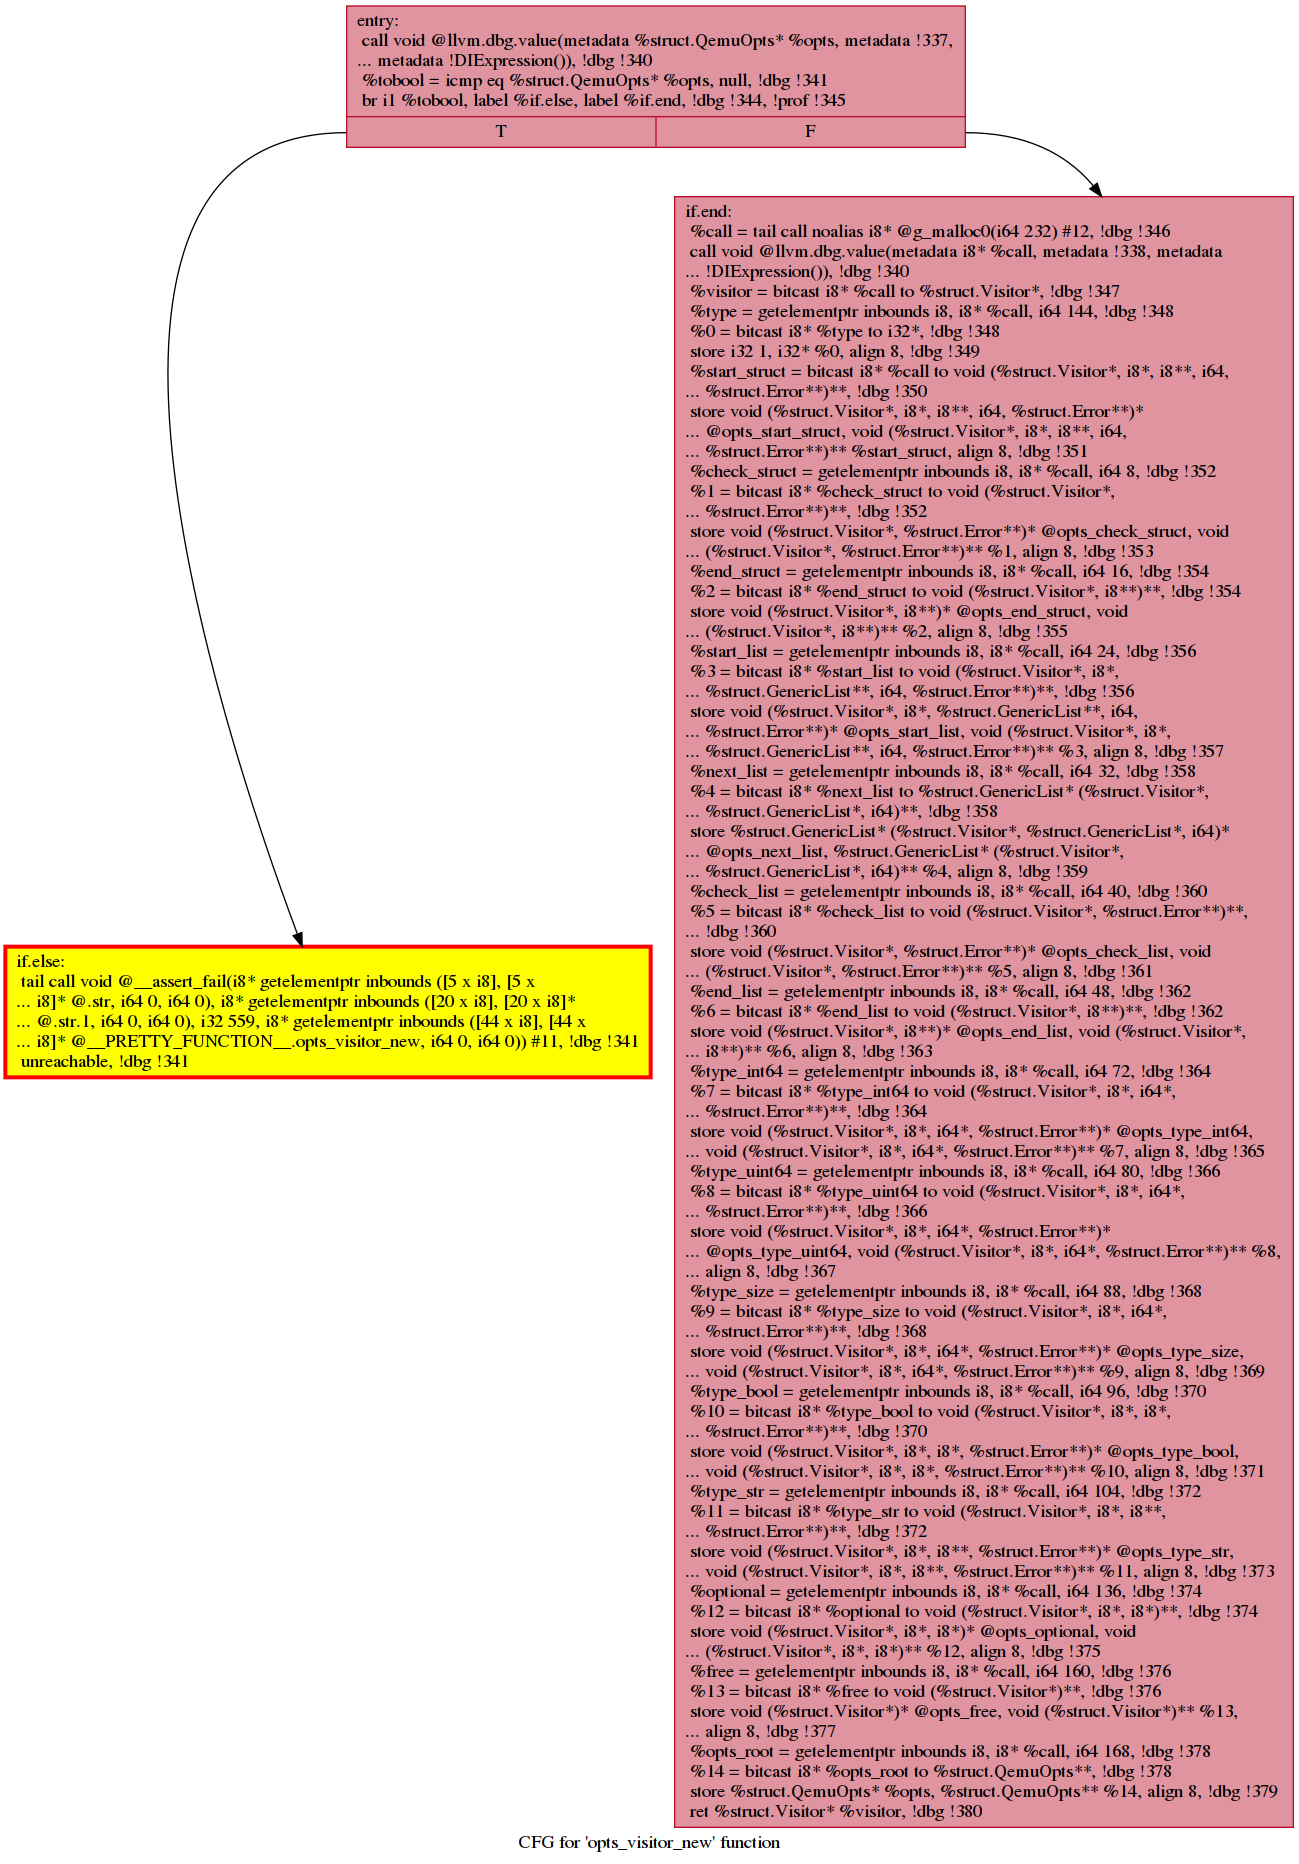 entry:
call void @llvm.dbg.value(metadata %struct.QemuOpts* %opts, metadata !337,
... metadata !DIExpression()), !dbg !340
%tobool = icmp eq %struct.QemuOpts* %opts, null, !dbg !341
br i1 %tobool, label %if.else, label %if.end, !dbg !344, !prof !345
T
F
if.end:
%call = tail call noalias i8* @g_malloc0(i64 232) #12, !dbg !346
call void @llvm.dbg.value(metadata i8* %call, metadata !338, metadata
... !DIExpression()), !dbg !340
%visitor = bitcast i8* %call to %struct.Visitor*, !dbg !347
%type = getelementptr inbounds i8, i8* %call, i64 144, !dbg !348
%0 = bitcast i8* %type to i32*, !dbg !348
store i32 1, i32* %0, align 8, !dbg !349
%start_struct = bitcast i8* %call to void (%struct.Visitor*, i8*, i8**, i64,
... %struct.Error**)**, !dbg !350
store void (%struct.Visitor*, i8*, i8**, i64, %struct.Error**)*
... @opts_start_struct, void (%struct.Visitor*, i8*, i8**, i64,
... %struct.Error**)** %start_struct, align 8, !dbg !351
%check_struct = getelementptr inbounds i8, i8* %call, i64 8, !dbg !352
%1 = bitcast i8* %check_struct to void (%struct.Visitor*,
... %struct.Error**)**, !dbg !352
store void (%struct.Visitor*, %struct.Error**)* @opts_check_struct, void
... (%struct.Visitor*, %struct.Error**)** %1, align 8, !dbg !353
%end_struct = getelementptr inbounds i8, i8* %call, i64 16, !dbg !354
%2 = bitcast i8* %end_struct to void (%struct.Visitor*, i8**)**, !dbg !354
store void (%struct.Visitor*, i8**)* @opts_end_struct, void
... (%struct.Visitor*, i8**)** %2, align 8, !dbg !355
%start_list = getelementptr inbounds i8, i8* %call, i64 24, !dbg !356
%3 = bitcast i8* %start_list to void (%struct.Visitor*, i8*,
... %struct.GenericList**, i64, %struct.Error**)**, !dbg !356
store void (%struct.Visitor*, i8*, %struct.GenericList**, i64,
... %struct.Error**)* @opts_start_list, void (%struct.Visitor*, i8*,
... %struct.GenericList**, i64, %struct.Error**)** %3, align 8, !dbg !357
%next_list = getelementptr inbounds i8, i8* %call, i64 32, !dbg !358
%4 = bitcast i8* %next_list to %struct.GenericList* (%struct.Visitor*,
... %struct.GenericList*, i64)**, !dbg !358
store %struct.GenericList* (%struct.Visitor*, %struct.GenericList*, i64)*
... @opts_next_list, %struct.GenericList* (%struct.Visitor*,
... %struct.GenericList*, i64)** %4, align 8, !dbg !359
%check_list = getelementptr inbounds i8, i8* %call, i64 40, !dbg !360
%5 = bitcast i8* %check_list to void (%struct.Visitor*, %struct.Error**)**,
... !dbg !360
store void (%struct.Visitor*, %struct.Error**)* @opts_check_list, void
... (%struct.Visitor*, %struct.Error**)** %5, align 8, !dbg !361
%end_list = getelementptr inbounds i8, i8* %call, i64 48, !dbg !362
%6 = bitcast i8* %end_list to void (%struct.Visitor*, i8**)**, !dbg !362
store void (%struct.Visitor*, i8**)* @opts_end_list, void (%struct.Visitor*,
... i8**)** %6, align 8, !dbg !363
%type_int64 = getelementptr inbounds i8, i8* %call, i64 72, !dbg !364
%7 = bitcast i8* %type_int64 to void (%struct.Visitor*, i8*, i64*,
... %struct.Error**)**, !dbg !364
store void (%struct.Visitor*, i8*, i64*, %struct.Error**)* @opts_type_int64,
... void (%struct.Visitor*, i8*, i64*, %struct.Error**)** %7, align 8, !dbg !365
%type_uint64 = getelementptr inbounds i8, i8* %call, i64 80, !dbg !366
%8 = bitcast i8* %type_uint64 to void (%struct.Visitor*, i8*, i64*,
... %struct.Error**)**, !dbg !366
store void (%struct.Visitor*, i8*, i64*, %struct.Error**)*
... @opts_type_uint64, void (%struct.Visitor*, i8*, i64*, %struct.Error**)** %8,
... align 8, !dbg !367
%type_size = getelementptr inbounds i8, i8* %call, i64 88, !dbg !368
%9 = bitcast i8* %type_size to void (%struct.Visitor*, i8*, i64*,
... %struct.Error**)**, !dbg !368
store void (%struct.Visitor*, i8*, i64*, %struct.Error**)* @opts_type_size,
... void (%struct.Visitor*, i8*, i64*, %struct.Error**)** %9, align 8, !dbg !369
%type_bool = getelementptr inbounds i8, i8* %call, i64 96, !dbg !370
%10 = bitcast i8* %type_bool to void (%struct.Visitor*, i8*, i8*,
... %struct.Error**)**, !dbg !370
store void (%struct.Visitor*, i8*, i8*, %struct.Error**)* @opts_type_bool,
... void (%struct.Visitor*, i8*, i8*, %struct.Error**)** %10, align 8, !dbg !371
%type_str = getelementptr inbounds i8, i8* %call, i64 104, !dbg !372
%11 = bitcast i8* %type_str to void (%struct.Visitor*, i8*, i8**,
... %struct.Error**)**, !dbg !372
store void (%struct.Visitor*, i8*, i8**, %struct.Error**)* @opts_type_str,
... void (%struct.Visitor*, i8*, i8**, %struct.Error**)** %11, align 8, !dbg !373
%optional = getelementptr inbounds i8, i8* %call, i64 136, !dbg !374
%12 = bitcast i8* %optional to void (%struct.Visitor*, i8*, i8*)**, !dbg !374
store void (%struct.Visitor*, i8*, i8*)* @opts_optional, void
... (%struct.Visitor*, i8*, i8*)** %12, align 8, !dbg !375
%free = getelementptr inbounds i8, i8* %call, i64 160, !dbg !376
%13 = bitcast i8* %free to void (%struct.Visitor*)**, !dbg !376
store void (%struct.Visitor*)* @opts_free, void (%struct.Visitor*)** %13,
... align 8, !dbg !377
%opts_root = getelementptr inbounds i8, i8* %call, i64 168, !dbg !378
%14 = bitcast i8* %opts_root to %struct.QemuOpts**, !dbg !378
store %struct.QemuOpts* %opts, %struct.QemuOpts** %14, align 8, !dbg !379
ret %struct.Visitor* %visitor, !dbg !380
if.else:
tail call void @__assert_fail(i8* getelementptr inbounds ([5 x i8], [5 x
... i8]* @.str, i64 0, i64 0), i8* getelementptr inbounds ([20 x i8], [20 x i8]*
... @.str.1, i64 0, i64 0), i32 559, i8* getelementptr inbounds ([44 x i8], [44 x
... i8]* @__PRETTY_FUNCTION__.opts_visitor_new, i64 0, i64 0)) #11, !dbg !341
unreachable, !dbg !341
CFG for 'opts_visitor_new' function